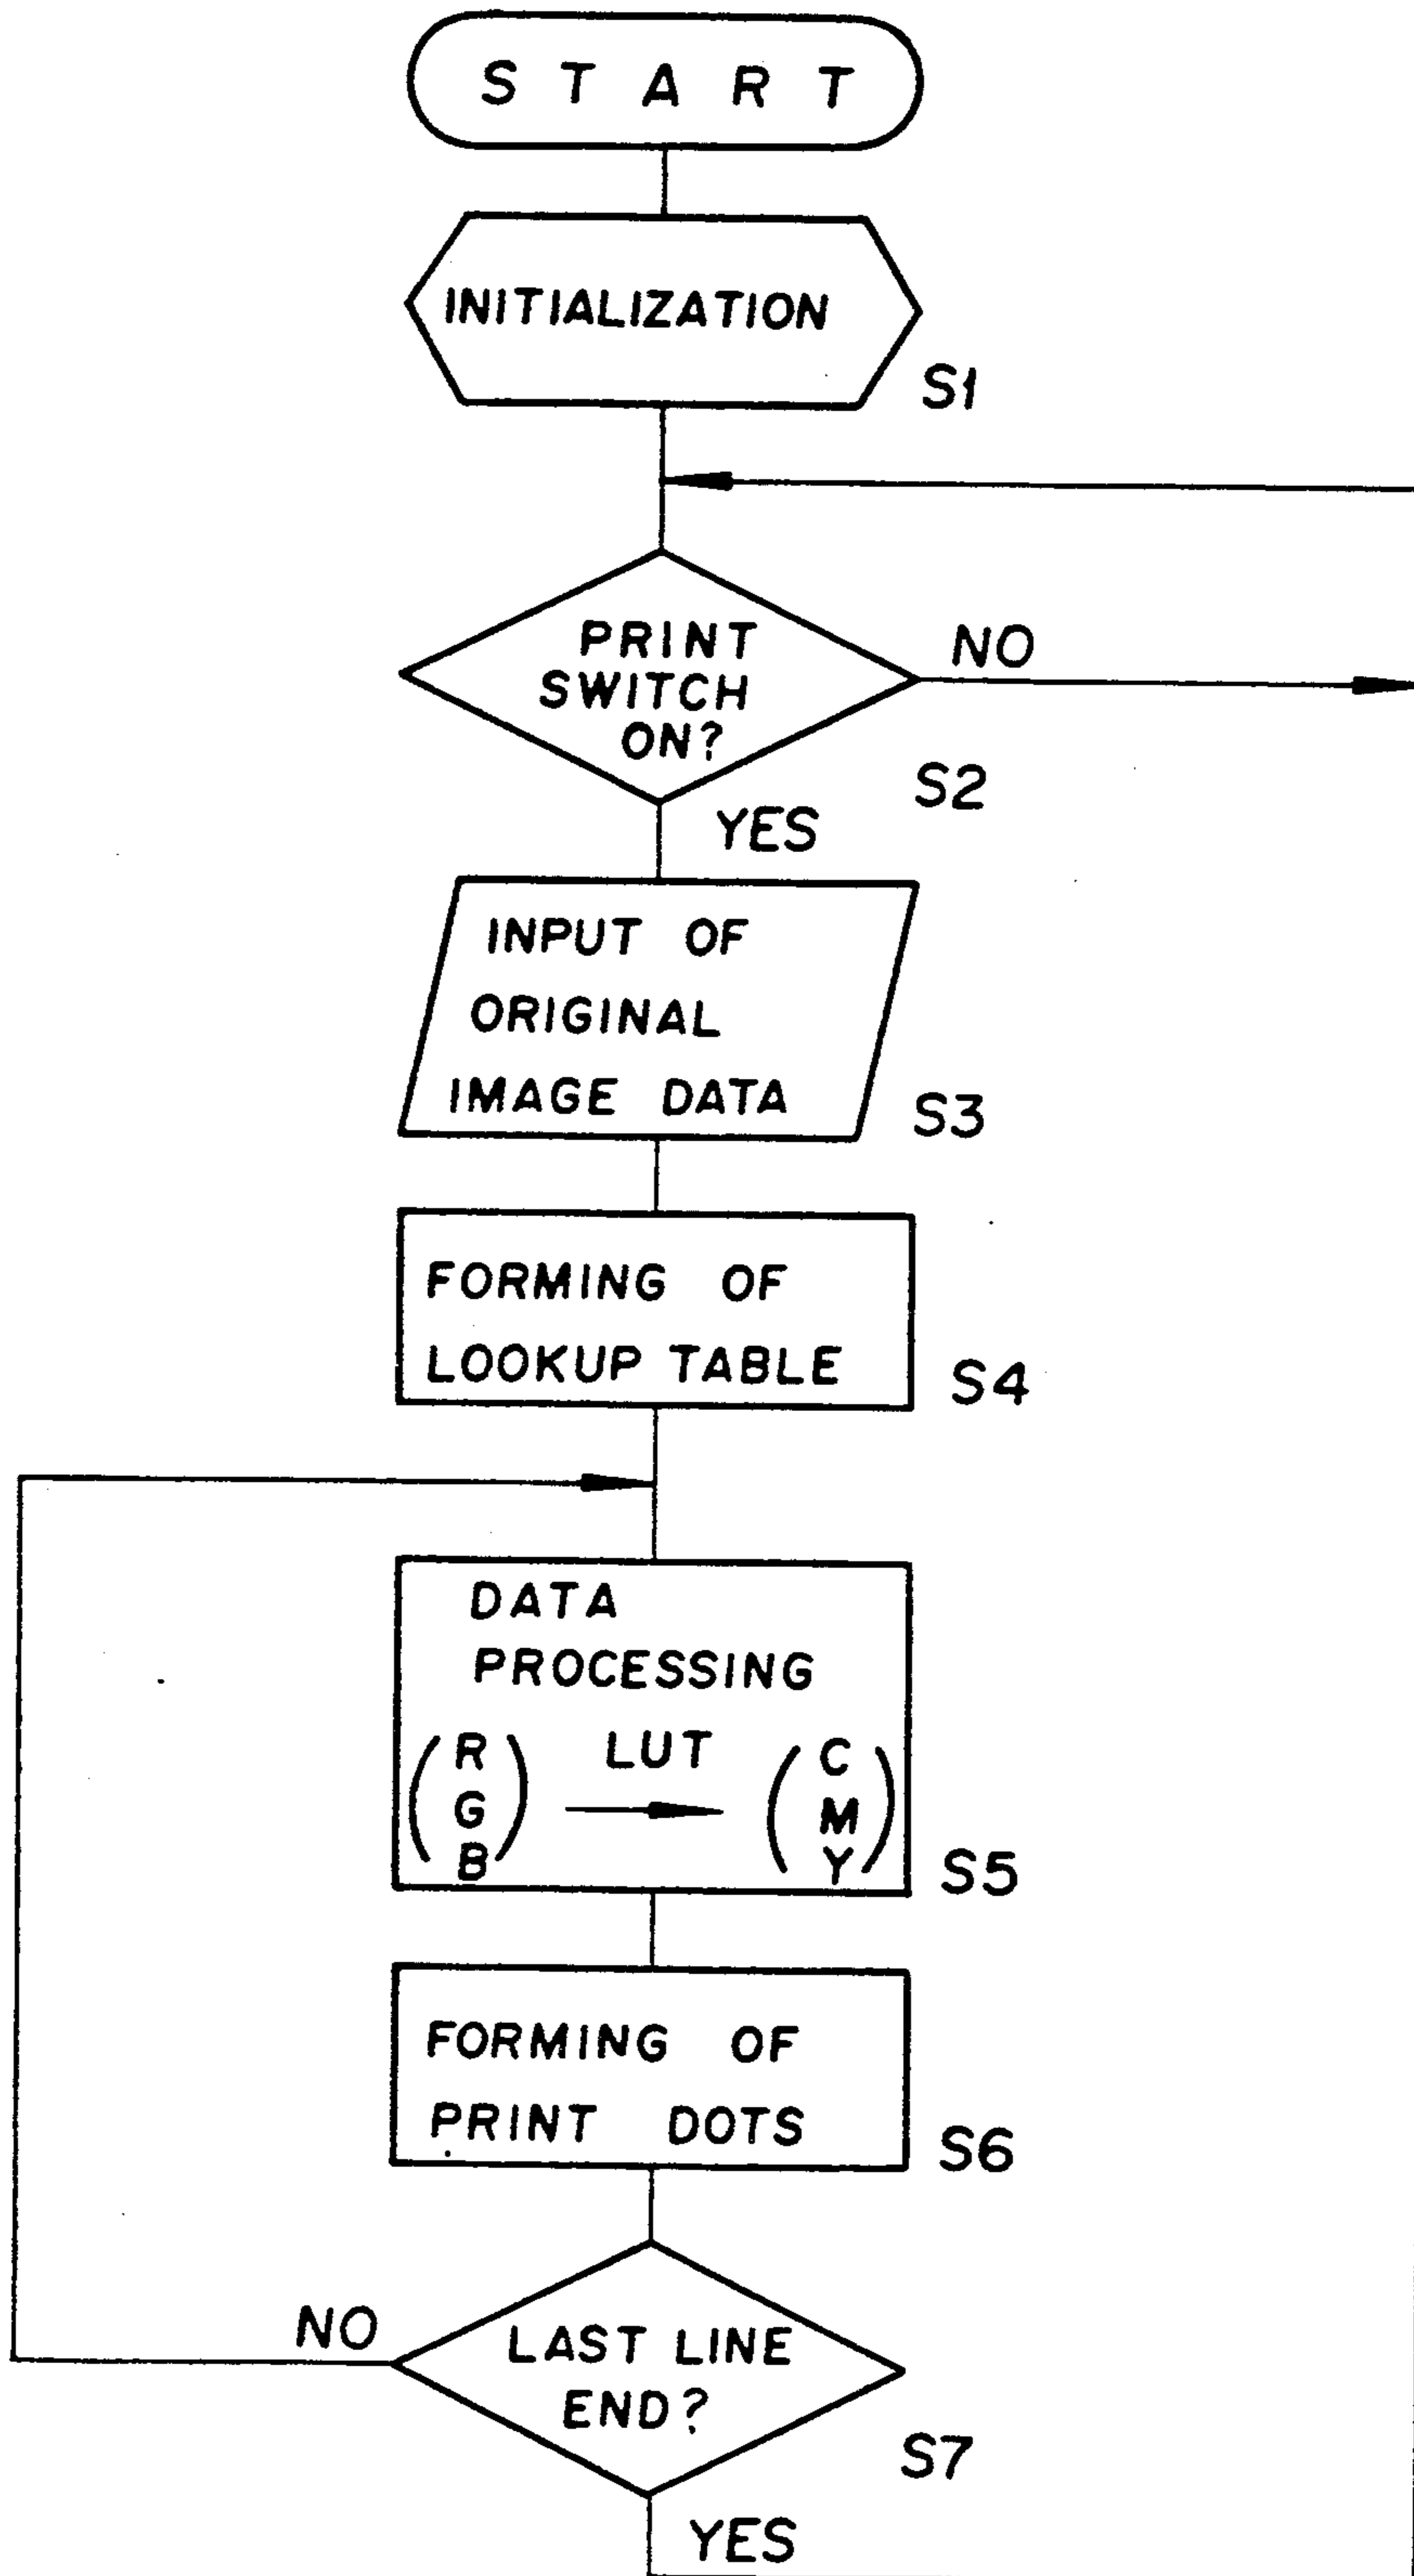 START
INITIALIZATION
S1
PRINT
SWITCH
ON?
NO
S2
YES
INPUT OF
ORIGINAL
IMAGE DATA
S3
FORMING OF
LOOKUP TABLE
S4
DATA
PROCESSING
R LUT C
G M
B Y
S5
FORMING OF
PRINT DOTS
S6
NO
LAST LINE
END?
S7
YES